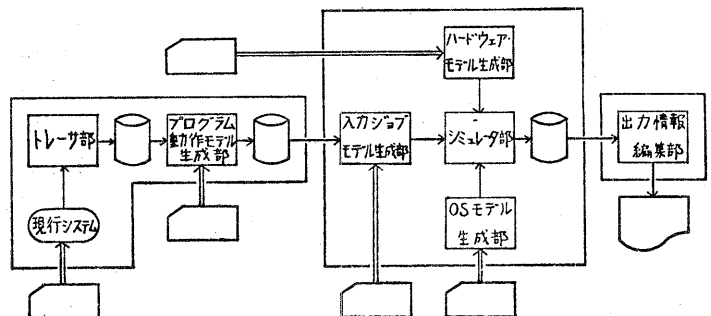 ハードウェア・
モデル生成部
トレーサ部
プログラム
動作モデル
生成部
入力ジョブ
モデル生成部
シミュレータ部
出力情報
編集部
現行システム
OSモデル
生成部